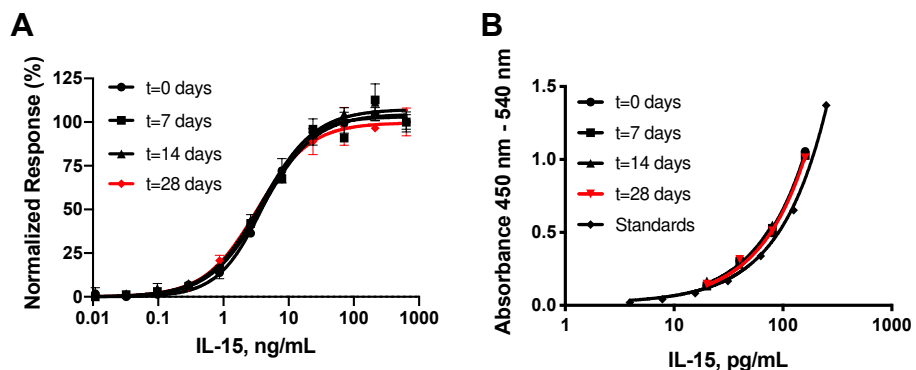 A
Normalized Response (%)
125
100
75
50
25
0
t=0 days
t=7 days
t=14 days
t=28 days
0.01 0.1 1 10 100 1000
IL-15, ng/mL
B
Absorbance 450 nm - 540 nm
1.5
1.0
0.5
0.0
t=0 days
t=7 days
t=14 days
t=28 days
Standards
1 10 100 1000
IL-15, pg/mL